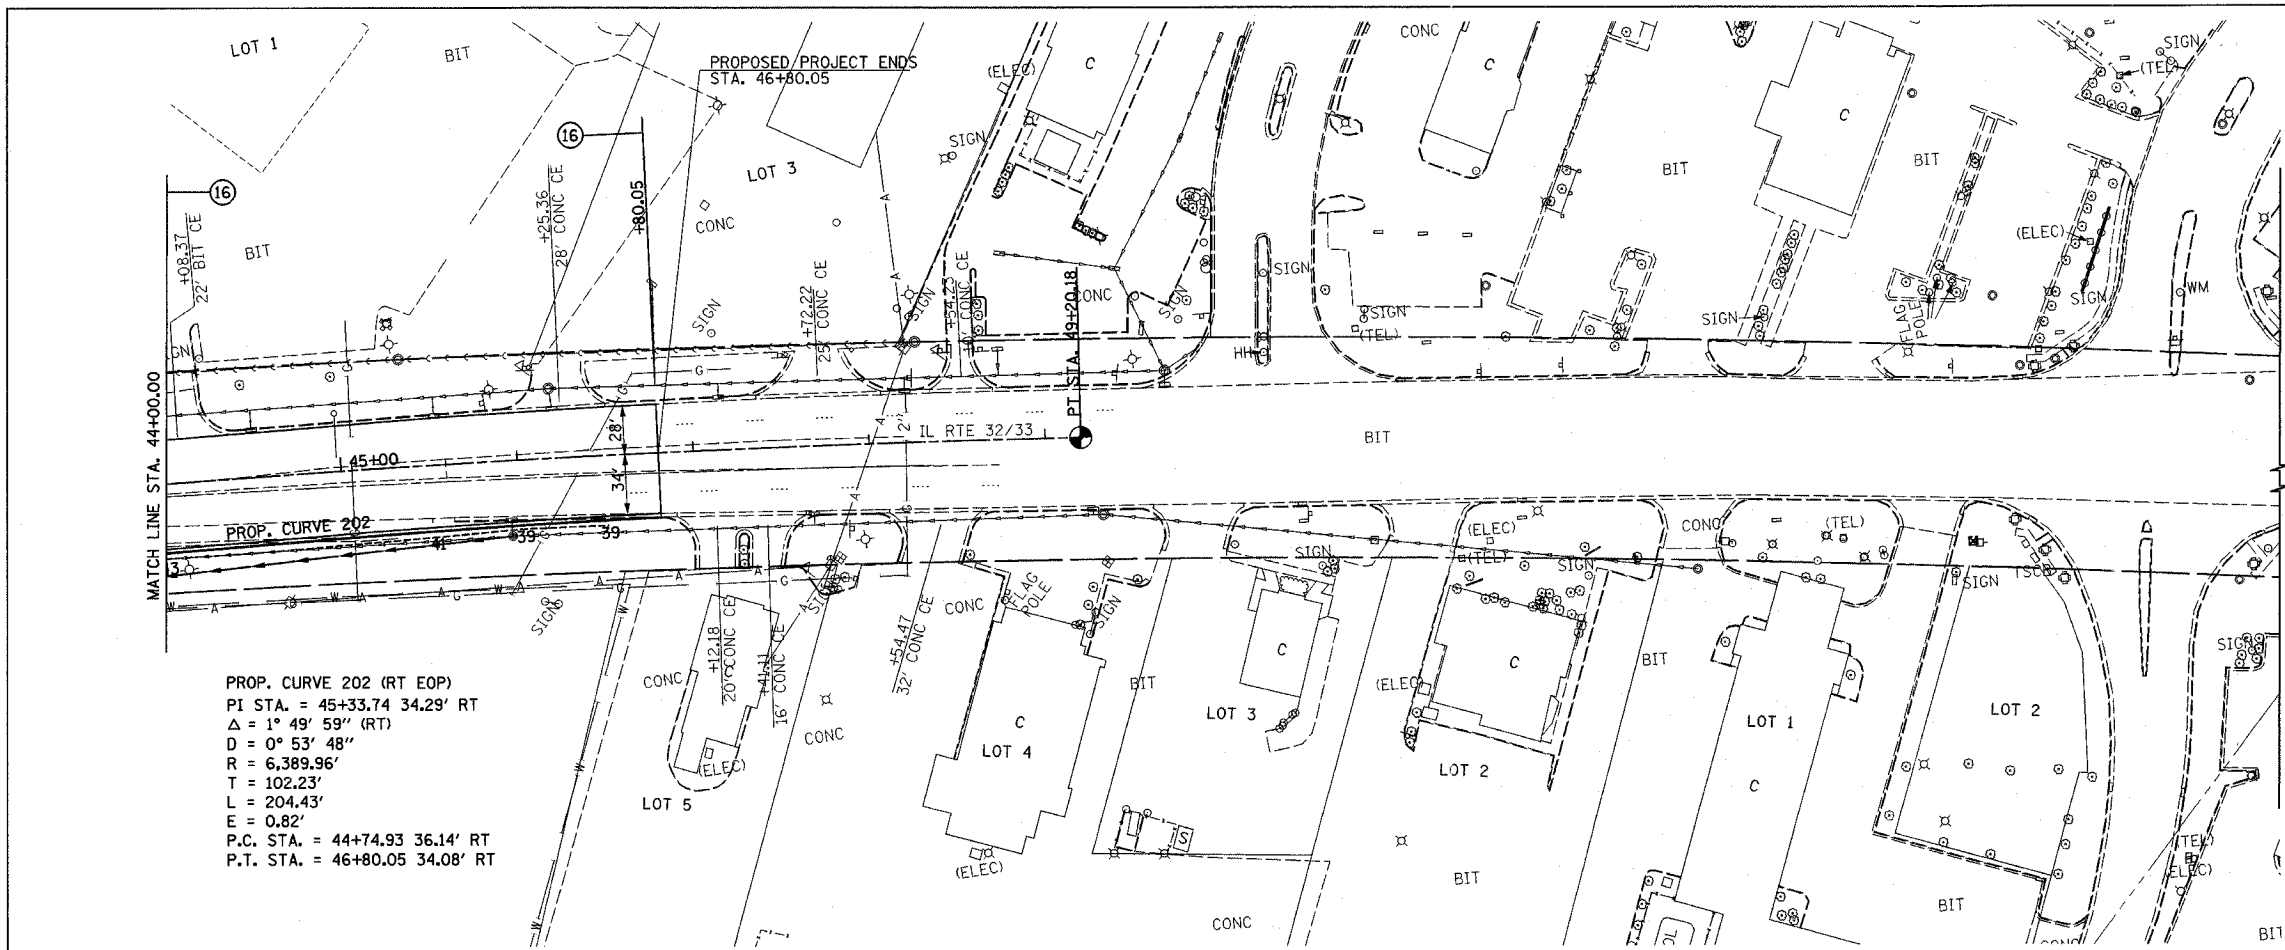 LOT 1
BIT
PROPOSED PROJECT ENDS
STA. 46+80.05
(ELEC)
C
CONC
C
SIGN
(TEL)
16
16
+08.37
22' BIT CE
BIT
+25.36
28' CONC CE
+80.05
LOT 3
CONC
SIGN
SIGN
+72.22
25' CONC CE
SIGN
CONC
SIGN
PT STA. 49+20.18
SIGN
HH
SIGN
(TEL)
BIT
C
BIT
SIGN
FLAG
POLE
(ELEC)
SIGN
WM
MATCH LINE STA. 44+00.00
45+00
28'
34'
IL RTE 32/33
BIT
PROP. CURVE 202
41
39
39
SIGN
CONC
+12.18
20' CONC CE
+41.11
16' CONC CE
+54.47
32' CONC CE
CONC
FLAG
POLE
SIGN
SIGN
(ELEC)
(TEL)
SIGN
CONC
(TEL)
SIGN
SIGN
PROP. CURVE 202 (RT EOP)
PI STA. = 45+33.74 34.29' RT
Δ = 1° 49' 59" (RT)
D = 0° 53' 48"
R = 6,389.96'
T = 102.23'
L = 204.43'
E = 0.82'
P.C. STA. = 44+74.93 36.14' RT
P.T. STA. = 46+80.05 34.08' RT
(ELEC)
LOT 5
CONC
C
LOT 4
(ELEC)
BIT
C
LOT 3
S
CONC
(ELEC)
C
LOT 2
BIT
BIT
LOT 1
C
LOT 2
BIT
(TEL)
(ELEC)
BIT